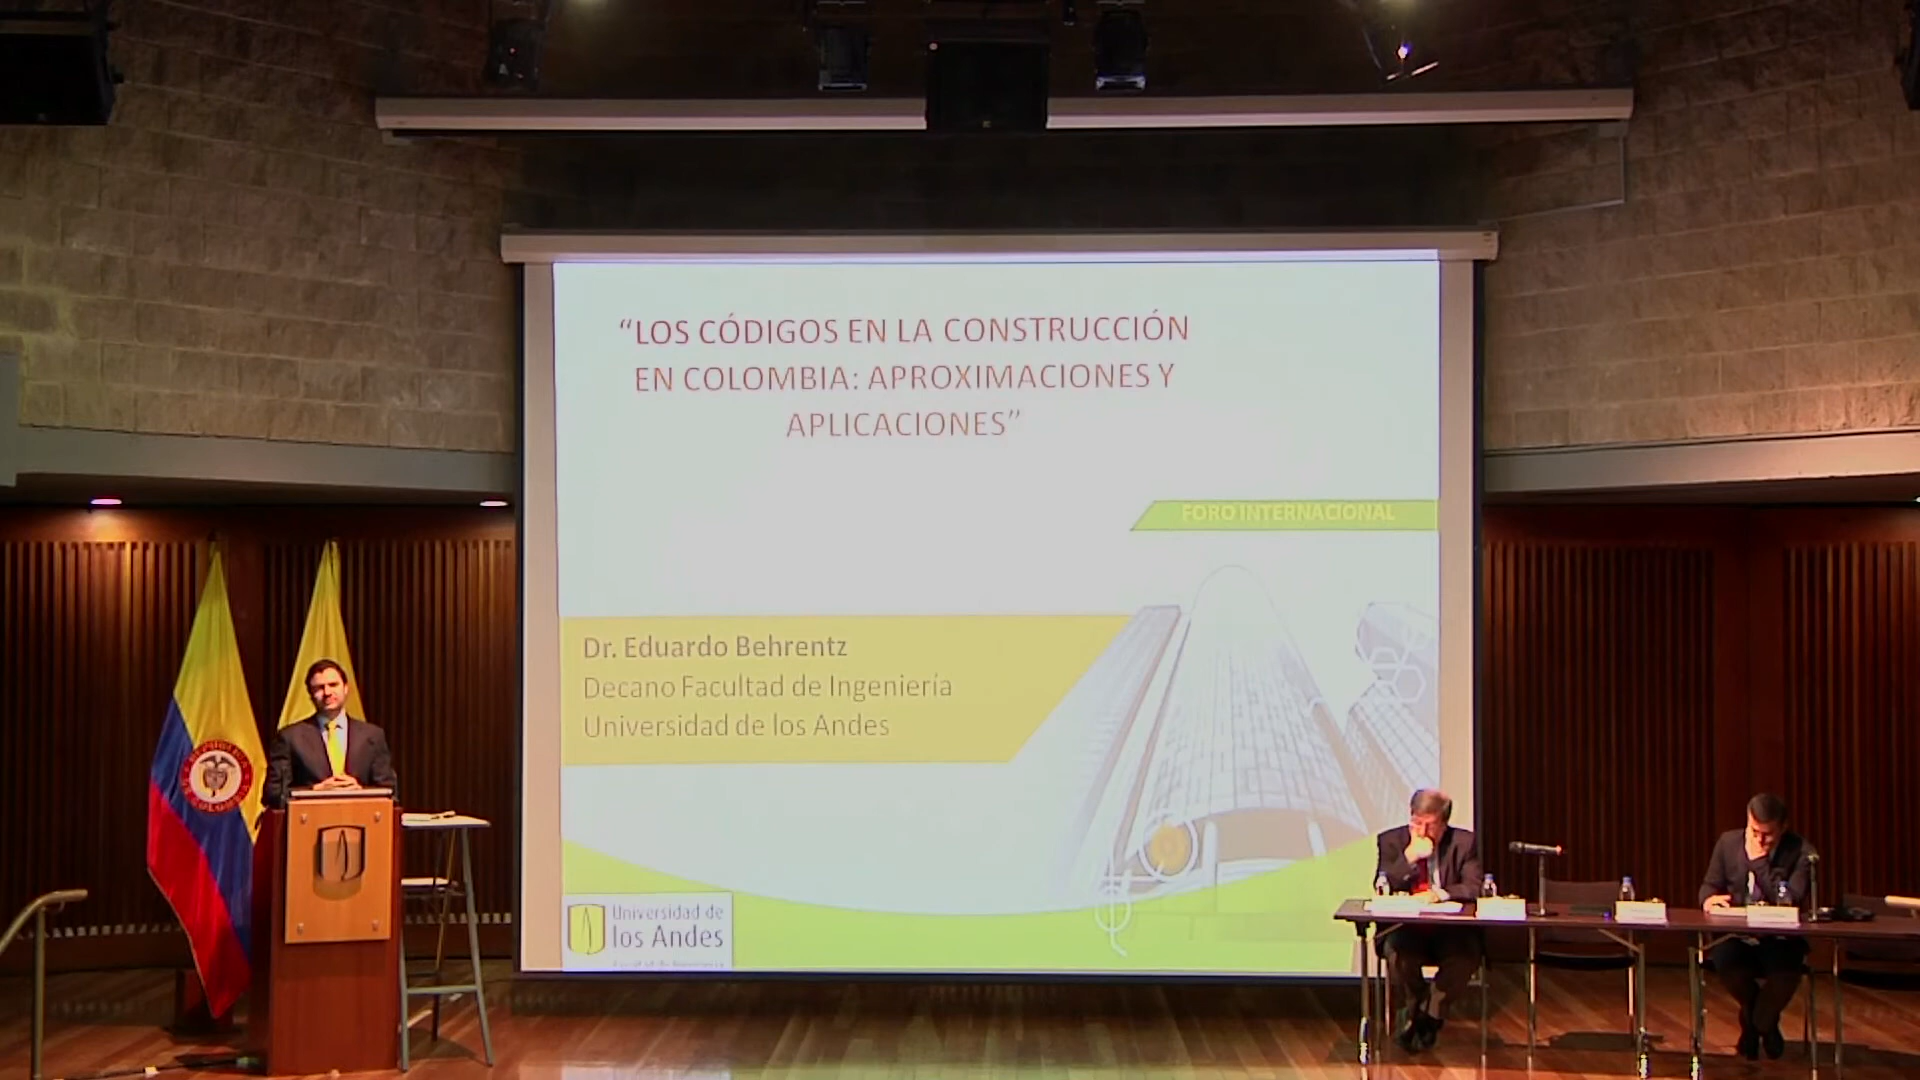 “LOS CÓDIGOS EN LA CONSTRUCCIÓN
EN COLOMBIA: APROXIMACIONES Y
APLICACIONES”
FORO INTERNACIONAL
Dr. Eduardo Behrentz
Decano Facultad de Ingeniería
Universidad de los Andes
Universidad de
los Andes